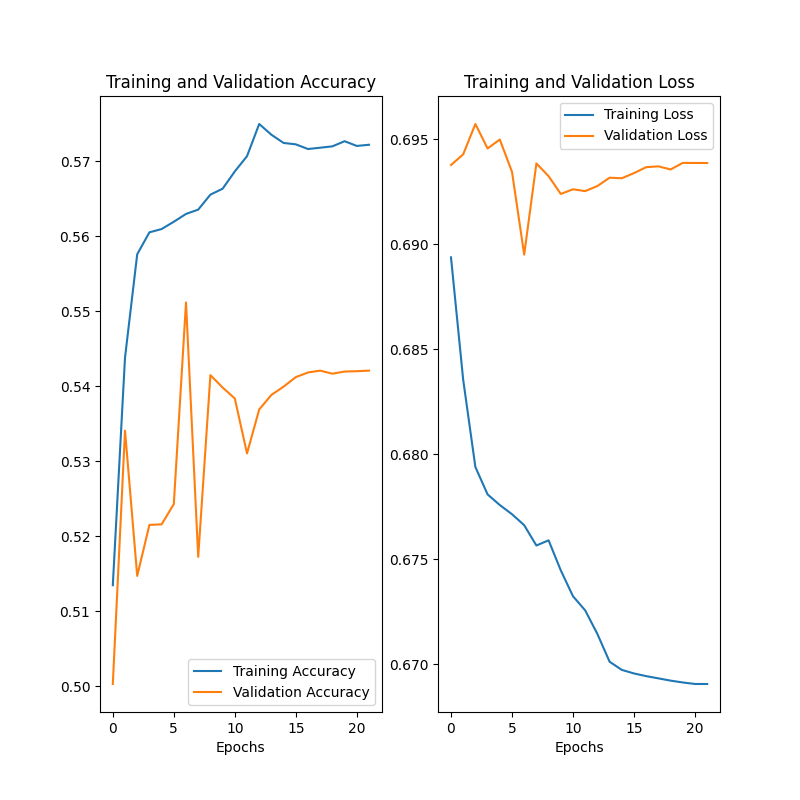 Training and Validation Accuracy
0.57
0.56
0.55
0.54
0.53
0.52
0.51
0.50
Training Accuracy
Validation Accuracy
0 5 10 15 20
Epochs
Training and Validation Loss
Training Loss
Validation Loss
0.695
0.690
0.685
0.680
0.675
0.670
0 5 10 15 20
Epochs